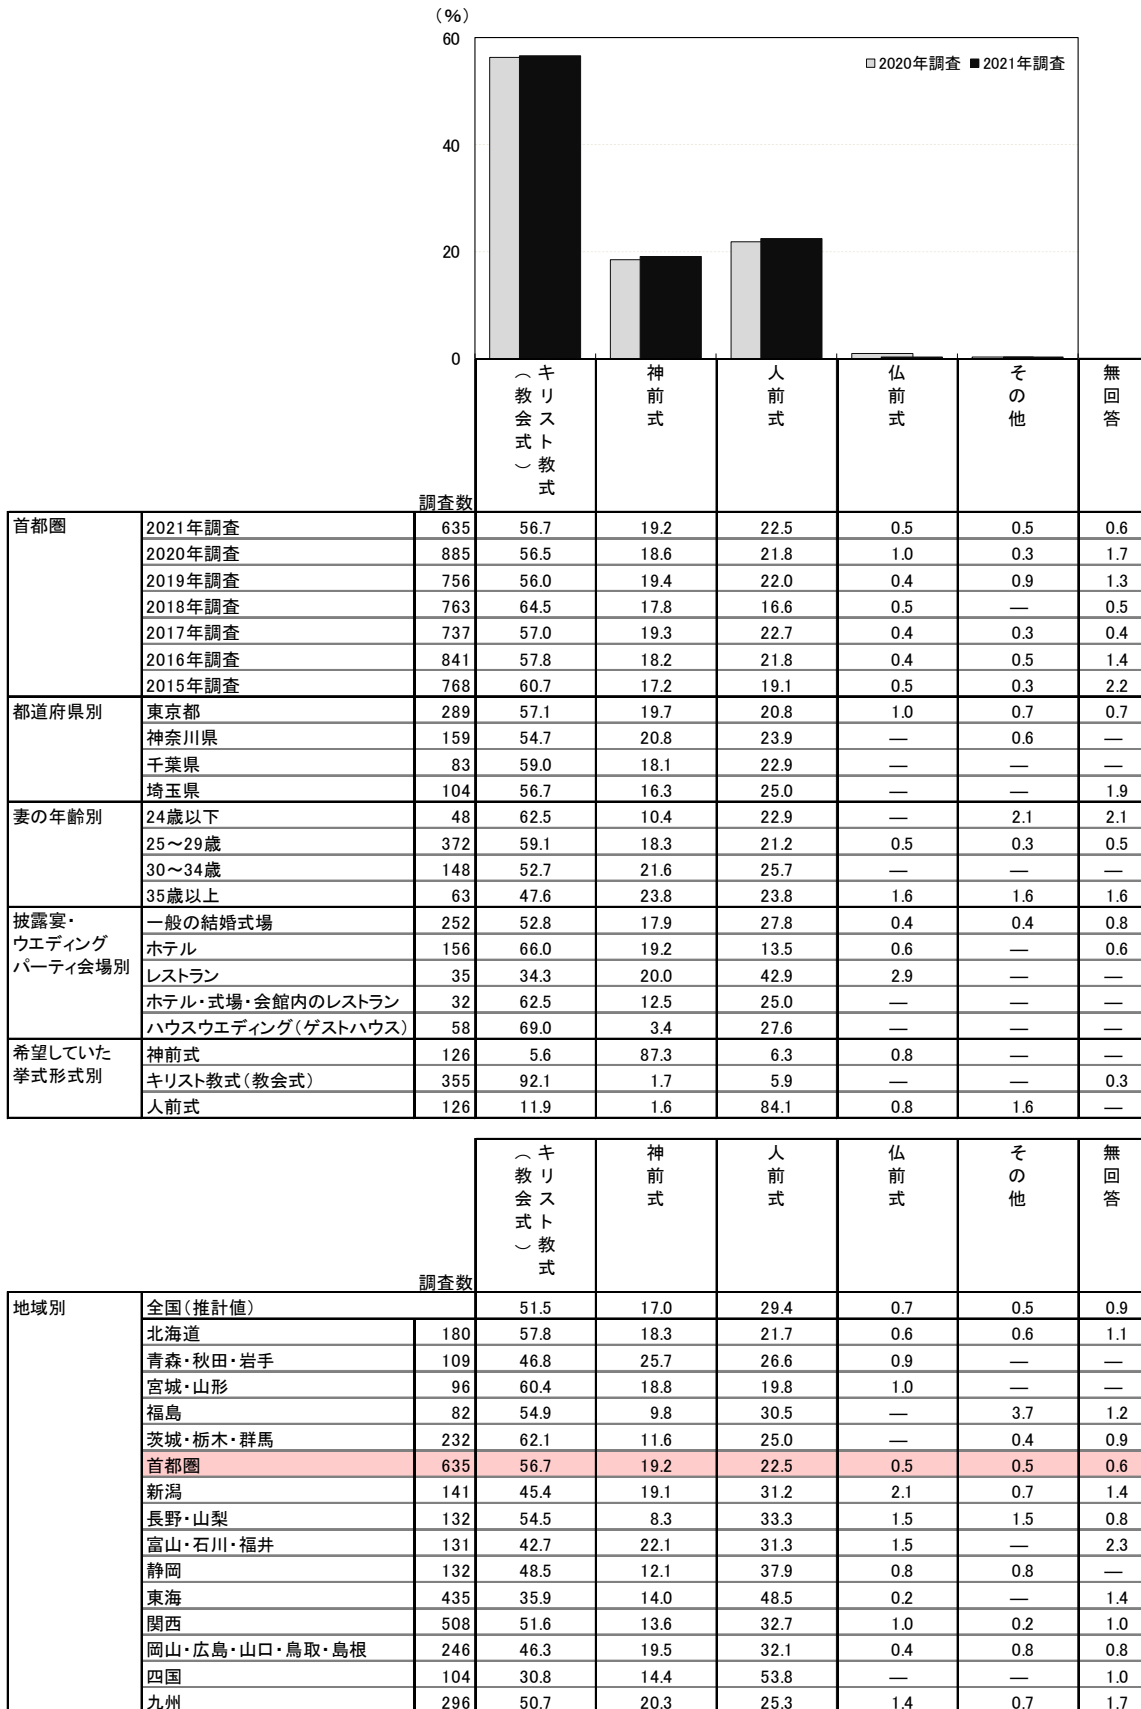 (%)
60
□2020年調査 ■2021年調査
40
20
0
キリスト教式(教会式) 神前式 人前式 仏前式 その他 無回答
調査数
首都圏 2021年調査 635 56.7 19.2 22.5 0.5 0.5 0.6
2020年調査 885 56.5 18.6 21.8 1.0 0.3 1.7
2019年調査 756 56.0 19.4 22.0 0.4 0.9 1.3
2018年調査 763 64.5 17.8 16.6 0.5 — 0.5
2017年調査 737 57.0 19.3 22.7 0.4 0.3 0.4
2016年調査 841 57.8 18.2 21.8 0.4 0.5 1.4
2015年調査 768 60.7 17.2 19.1 0.5 0.3 2.2
都道府県別 東京都 289 57.1 19.7 20.8 1.0 0.7 0.7
神奈川県 159 54.7 20.8 23.9 — 0.6 —
千葉県 83 59.0 18.1 22.9 — — —
埼玉県 104 56.7 16.3 25.0 — — 1.9
妻の年齢別 24歳以下 48 62.5 10.4 22.9 — 2.1 2.1
25～29歳 372 59.1 18.3 21.2 0.5 0.3 0.5
30～34歳 148 52.7 21.6 25.7 — — —
35歳以上 63 47.6 23.8 23.8 1.6 1.6 1.6
披露宴・ウエディングパーティ会場別 一般の結婚式場 252 52.8 17.9 27.8 0.4 0.4 0.8
ホテル 156 66.0 19.2 13.5 0.6 — 0.6
レストラン 35 34.3 20.0 42.9 2.9 — —
ホテル・式場・会館内のレストラン 32 62.5 12.5 25.0 — — —
ハウスウエディング(ゲストハウス) 58 69.0 3.4 27.6 — — —
希望していた挙式形式別 神前式 126 5.6 87.3 6.3 0.8 — —
キリスト教式(教会式) 355 92.1 1.7 5.9 — — 0.3
人前式 126 11.9 1.6 84.1 0.8 1.6 —
キリスト教式(教会式) 神前式 人前式 仏前式 その他 無回答
調査数
地域別 全国(推計値) 51.5 17.0 29.4 0.7 0.5 0.9
北海道 180 57.8 18.3 21.7 0.6 0.6 1.1
青森・秋田・岩手 109 46.8 25.7 26.6 0.9 — —
宮城・山形 96 60.4 18.8 19.8 1.0 — —
福島 82 54.9 9.8 30.5 — 3.7 1.2
茨城・栃木・群馬 232 62.1 11.6 25.0 — 0.4 0.9
首都圏 635 56.7 19.2 22.5 0.5 0.5 0.6
新潟 141 45.4 19.1 31.2 2.1 0.7 1.4
長野・山梨 132 54.5 8.3 33.3 1.5 1.5 0.8
富山・石川・福井 131 42.7 22.1 31.3 1.5 — 2.3
静岡 132 48.5 12.1 37.9 0.8 0.8 —
東海 435 35.9 14.0 48.5 0.2 — 1.4
関西 508 51.6 13.6 32.7 1.0 0.2 1.0
岡山・広島・山口・鳥取・島根 246 46.3 19.5 32.1 0.4 0.8 0.8
四国 104 30.8 14.4 53.8 — — 1.0
九州 296 50.7 20.3 25.3 1.4 0.7 1.7